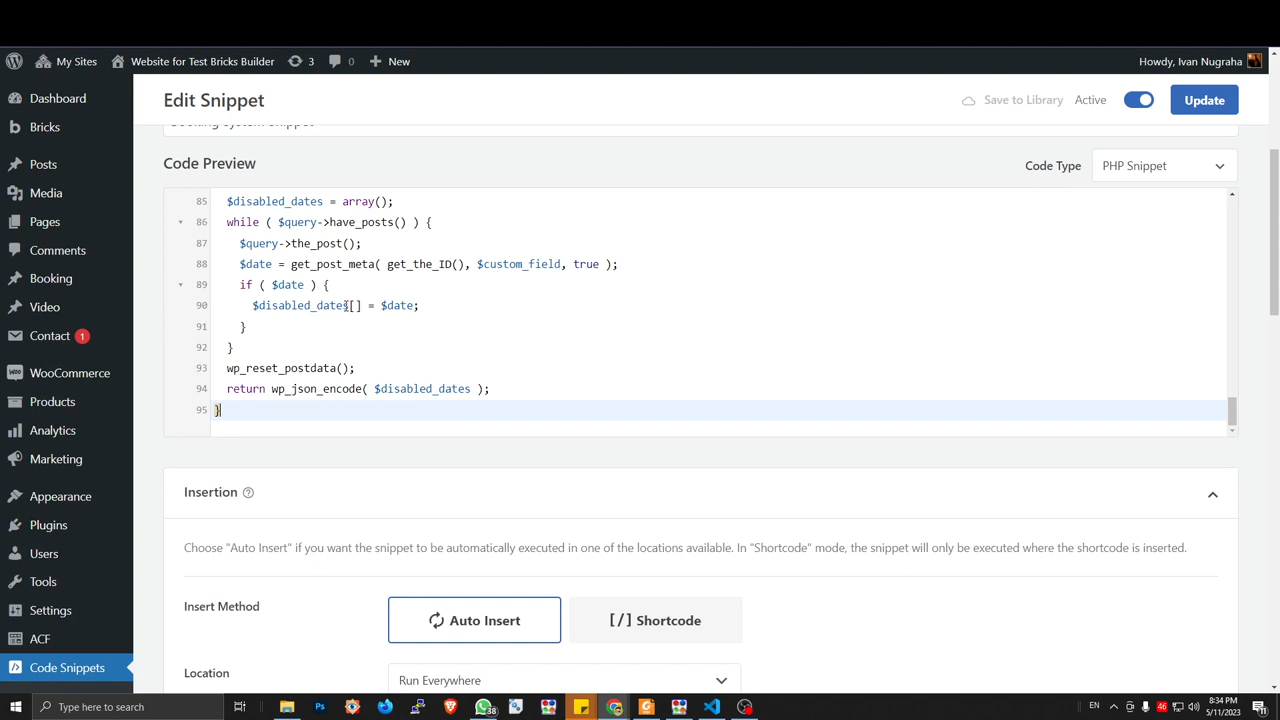 My Sites
Website for Test Bricks Builder
3
0
New
Howdy, Ivan Nugraha
Dashboard
Bricks
Posts
Media
Pages
Comments
Booking
Video
Contact 1
WooCommerce
Products
Analytics
Marketing
Appearance
Plugins
Users
Tools
Settings
ACF
Code Snippets
Edit Snippet
Save to Library
Active
Update
Booking System Snippet
Code Preview
Code Type
PHP Snippet
85 $disabled_dates = array();
86 while ( $query->have_posts() ) {
87 $query->the_post();
88 $date = get_post_meta( get_the_ID(), $custom_field, true );
89 if ( $date ) {
90 $disabled_dates[] = $date;
91 }
92 }
93 wp_reset_postdata();
94 return wp_json_encode( $disabled_dates );
95 }
Insertion
Choose "Auto Insert" if you want the snippet to be automatically executed in one of the locations available. In "Shortcode" mode, the snippet will only be executed where the shortcode is inserted.
Insert Method
Auto Insert
[/] Shortcode
Location
Run Everywhere
Type here to search
38
EN
46
8:34 PM
5/11/2023